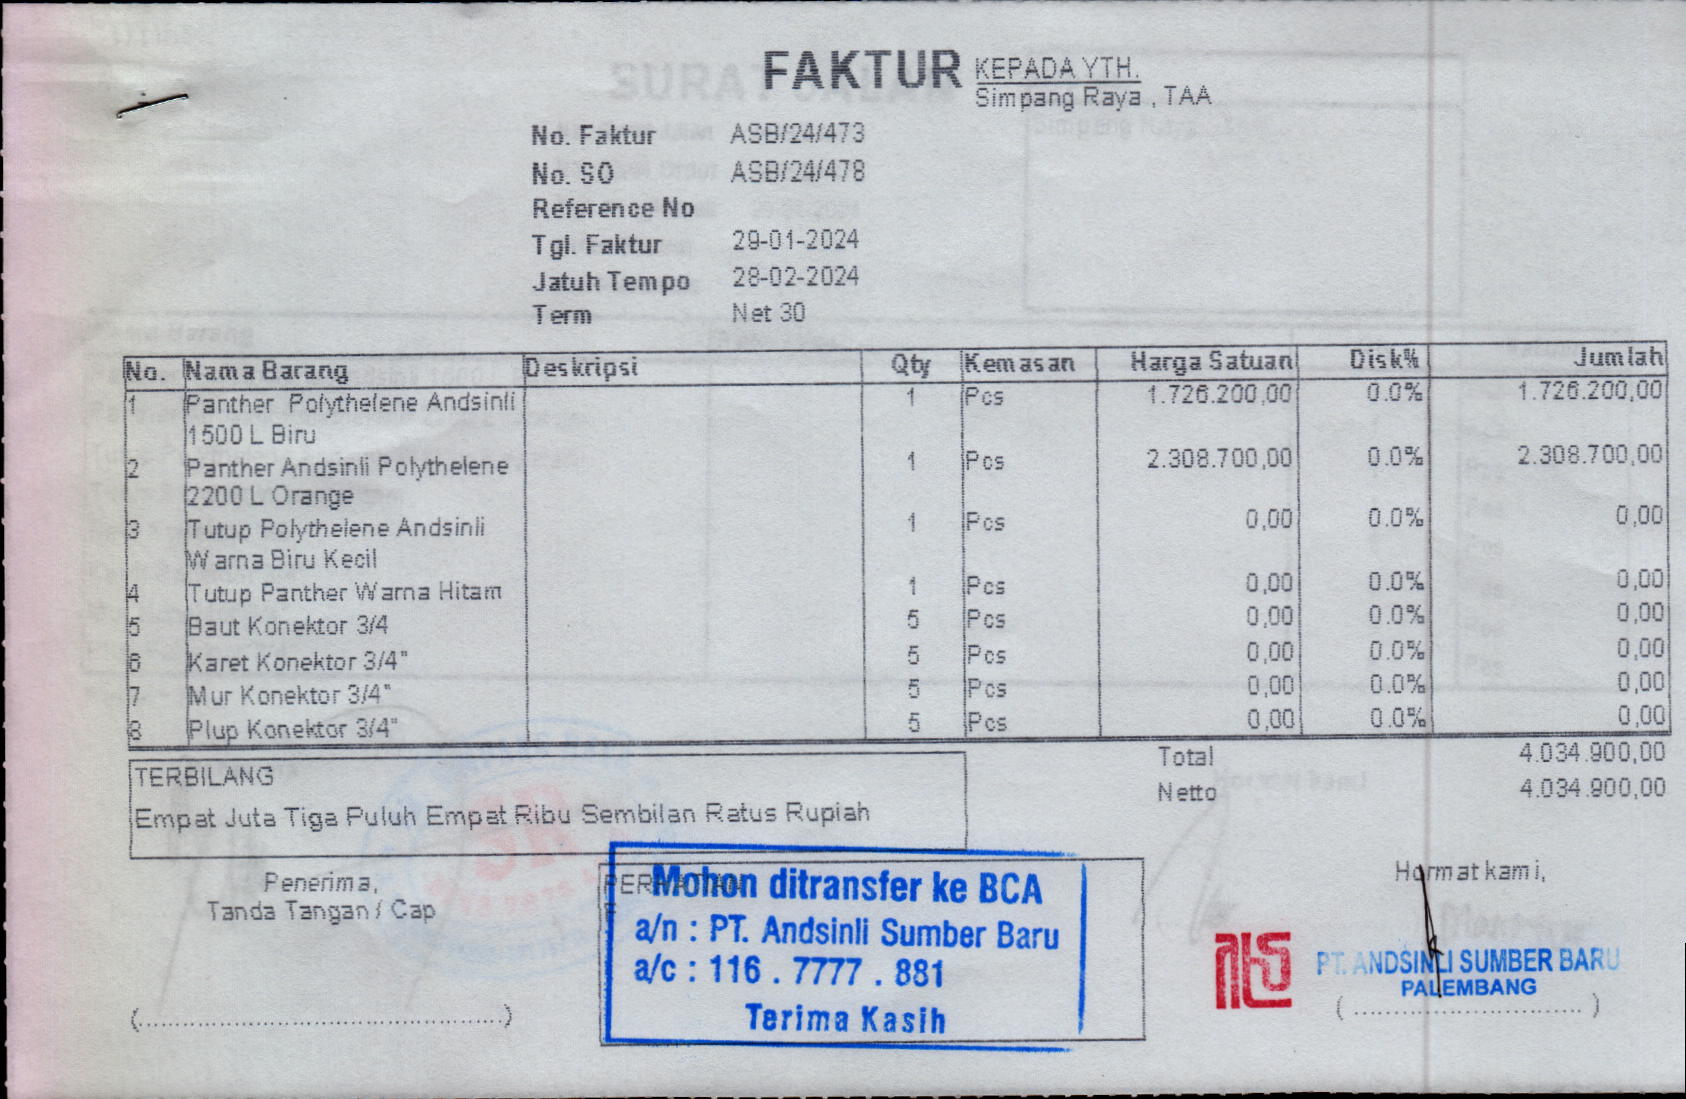 FAKTUR
KEPADA YTH.
Simpang Raya , TAA
No. Faktur ASB/24/473
No. SO ASB/24/478
Reference No
Tgl. Faktur 29-01-2024
Jatuh Tempo 28-02-2024
Term Net 30
No. Nama Barang Deskripsi Qty Kemasan Harga Satuan Disk% Jumlah
1 Panther Polythelene Andsinli 1 Pcs 1.726.200,00 0.0% 1.726.200,00
1500 L Biru
2 Panther Andsinli Polythelene 1 Pcs 2.308.700,00 0.0% 2.308.700,00
2200 L Orange
3 Tutup Polythelene Andsinli 1 Pcs 0,00 0.0% 0,00
Warna Biru Kecil
4 Tutup Panther Warna Hitam 1 Pcs 0,00 0.0% 0,00
5 Baut Konektor 3/4 5 Pcs 0,00 0.0% 0,00
6 Karet Konektor 3/4" 5 Pcs 0,00 0.0% 0,00
7 Mur Konektor 3/4" 5 Pcs 0,00 0.0% 0,00
8 Plup Konektor 3/4" 5 Pcs 0,00 0.0% 0,00
Total 4.034.900,00
Netto 4.034.900,00
TERBILANG
Empat Juta Tiga Puluh Empat Ribu Sembilan Ratus Rupiah
Penerima,
Tanda Tangan / Cap
(................................................)
Mohon ditransfer ke BCA
a/n : PT. Andsinli Sumber Baru
a/c : 116 . 7777 . 881
Terima Kasih
Hormat kami,
PT. ANDSINLI SUMBER BARU
PALEMBANG
( .............................. )